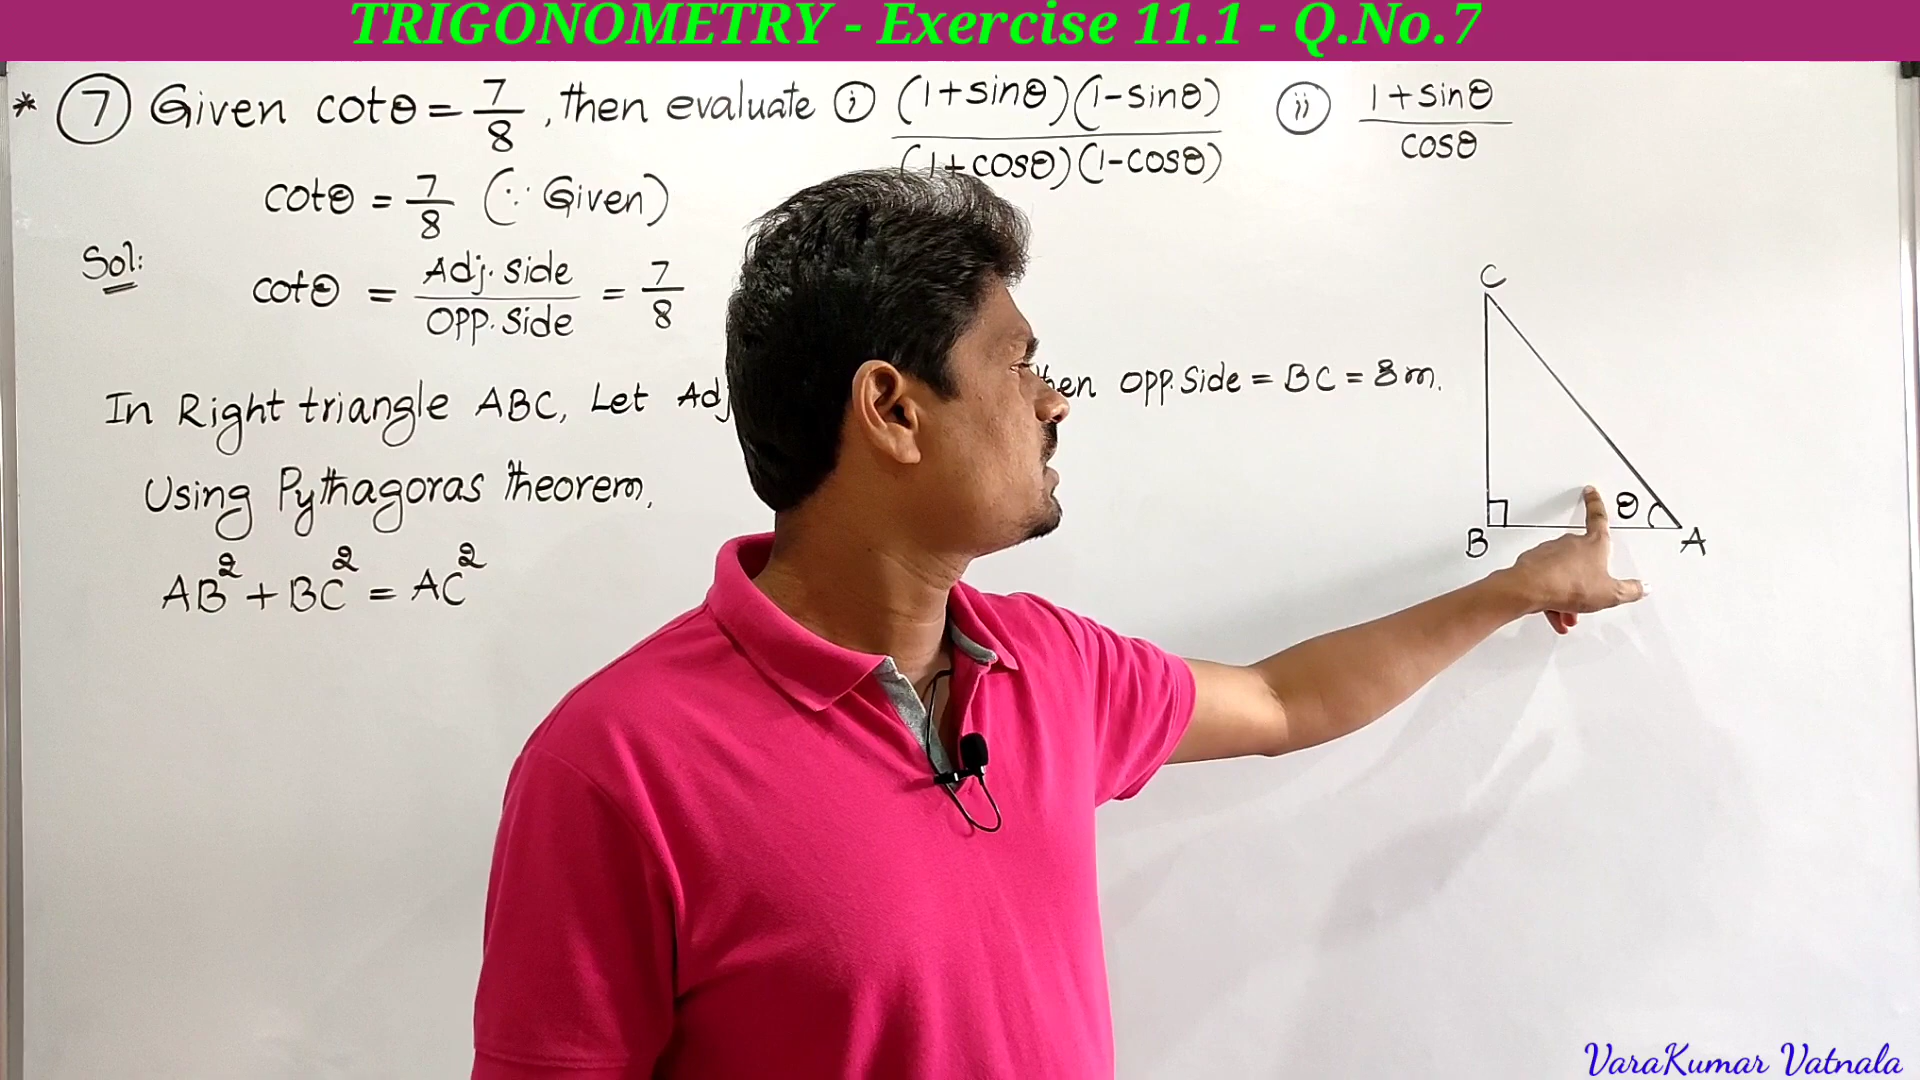 TRIGONOMETRY - Exercise 11.1 - Q.No.7
* 7 Given cotθ = 7/8, then evaluate (i) (1+sinθ)(1-sinθ)/(1+cosθ)(1-cosθ) (ii) 1+sinθ/cosθ
cotθ = 7/8 (∵ Given)
Sol:
cotθ = Adj. side/Opp. Side = 7/8
In Right triangle ABC, Let Adj
Opp. Side = BC = 8m.
Using Pythagoras theorem,
AB² + BC² = AC²
C
θ
B
A
VaraKumar Vatnala